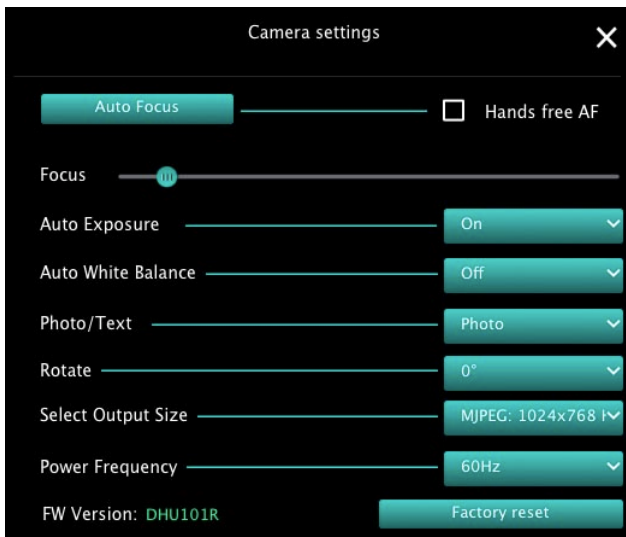 Camera settings
Auto Focus Hands free AF
Focus
Auto Exposure On
Auto White Balance Off
Photo/Text Photo
Rotate 0°
Select Output Size MJPEG: 1024x768
Power Frequency 60Hz
FW Version: DHU101R Factory reset